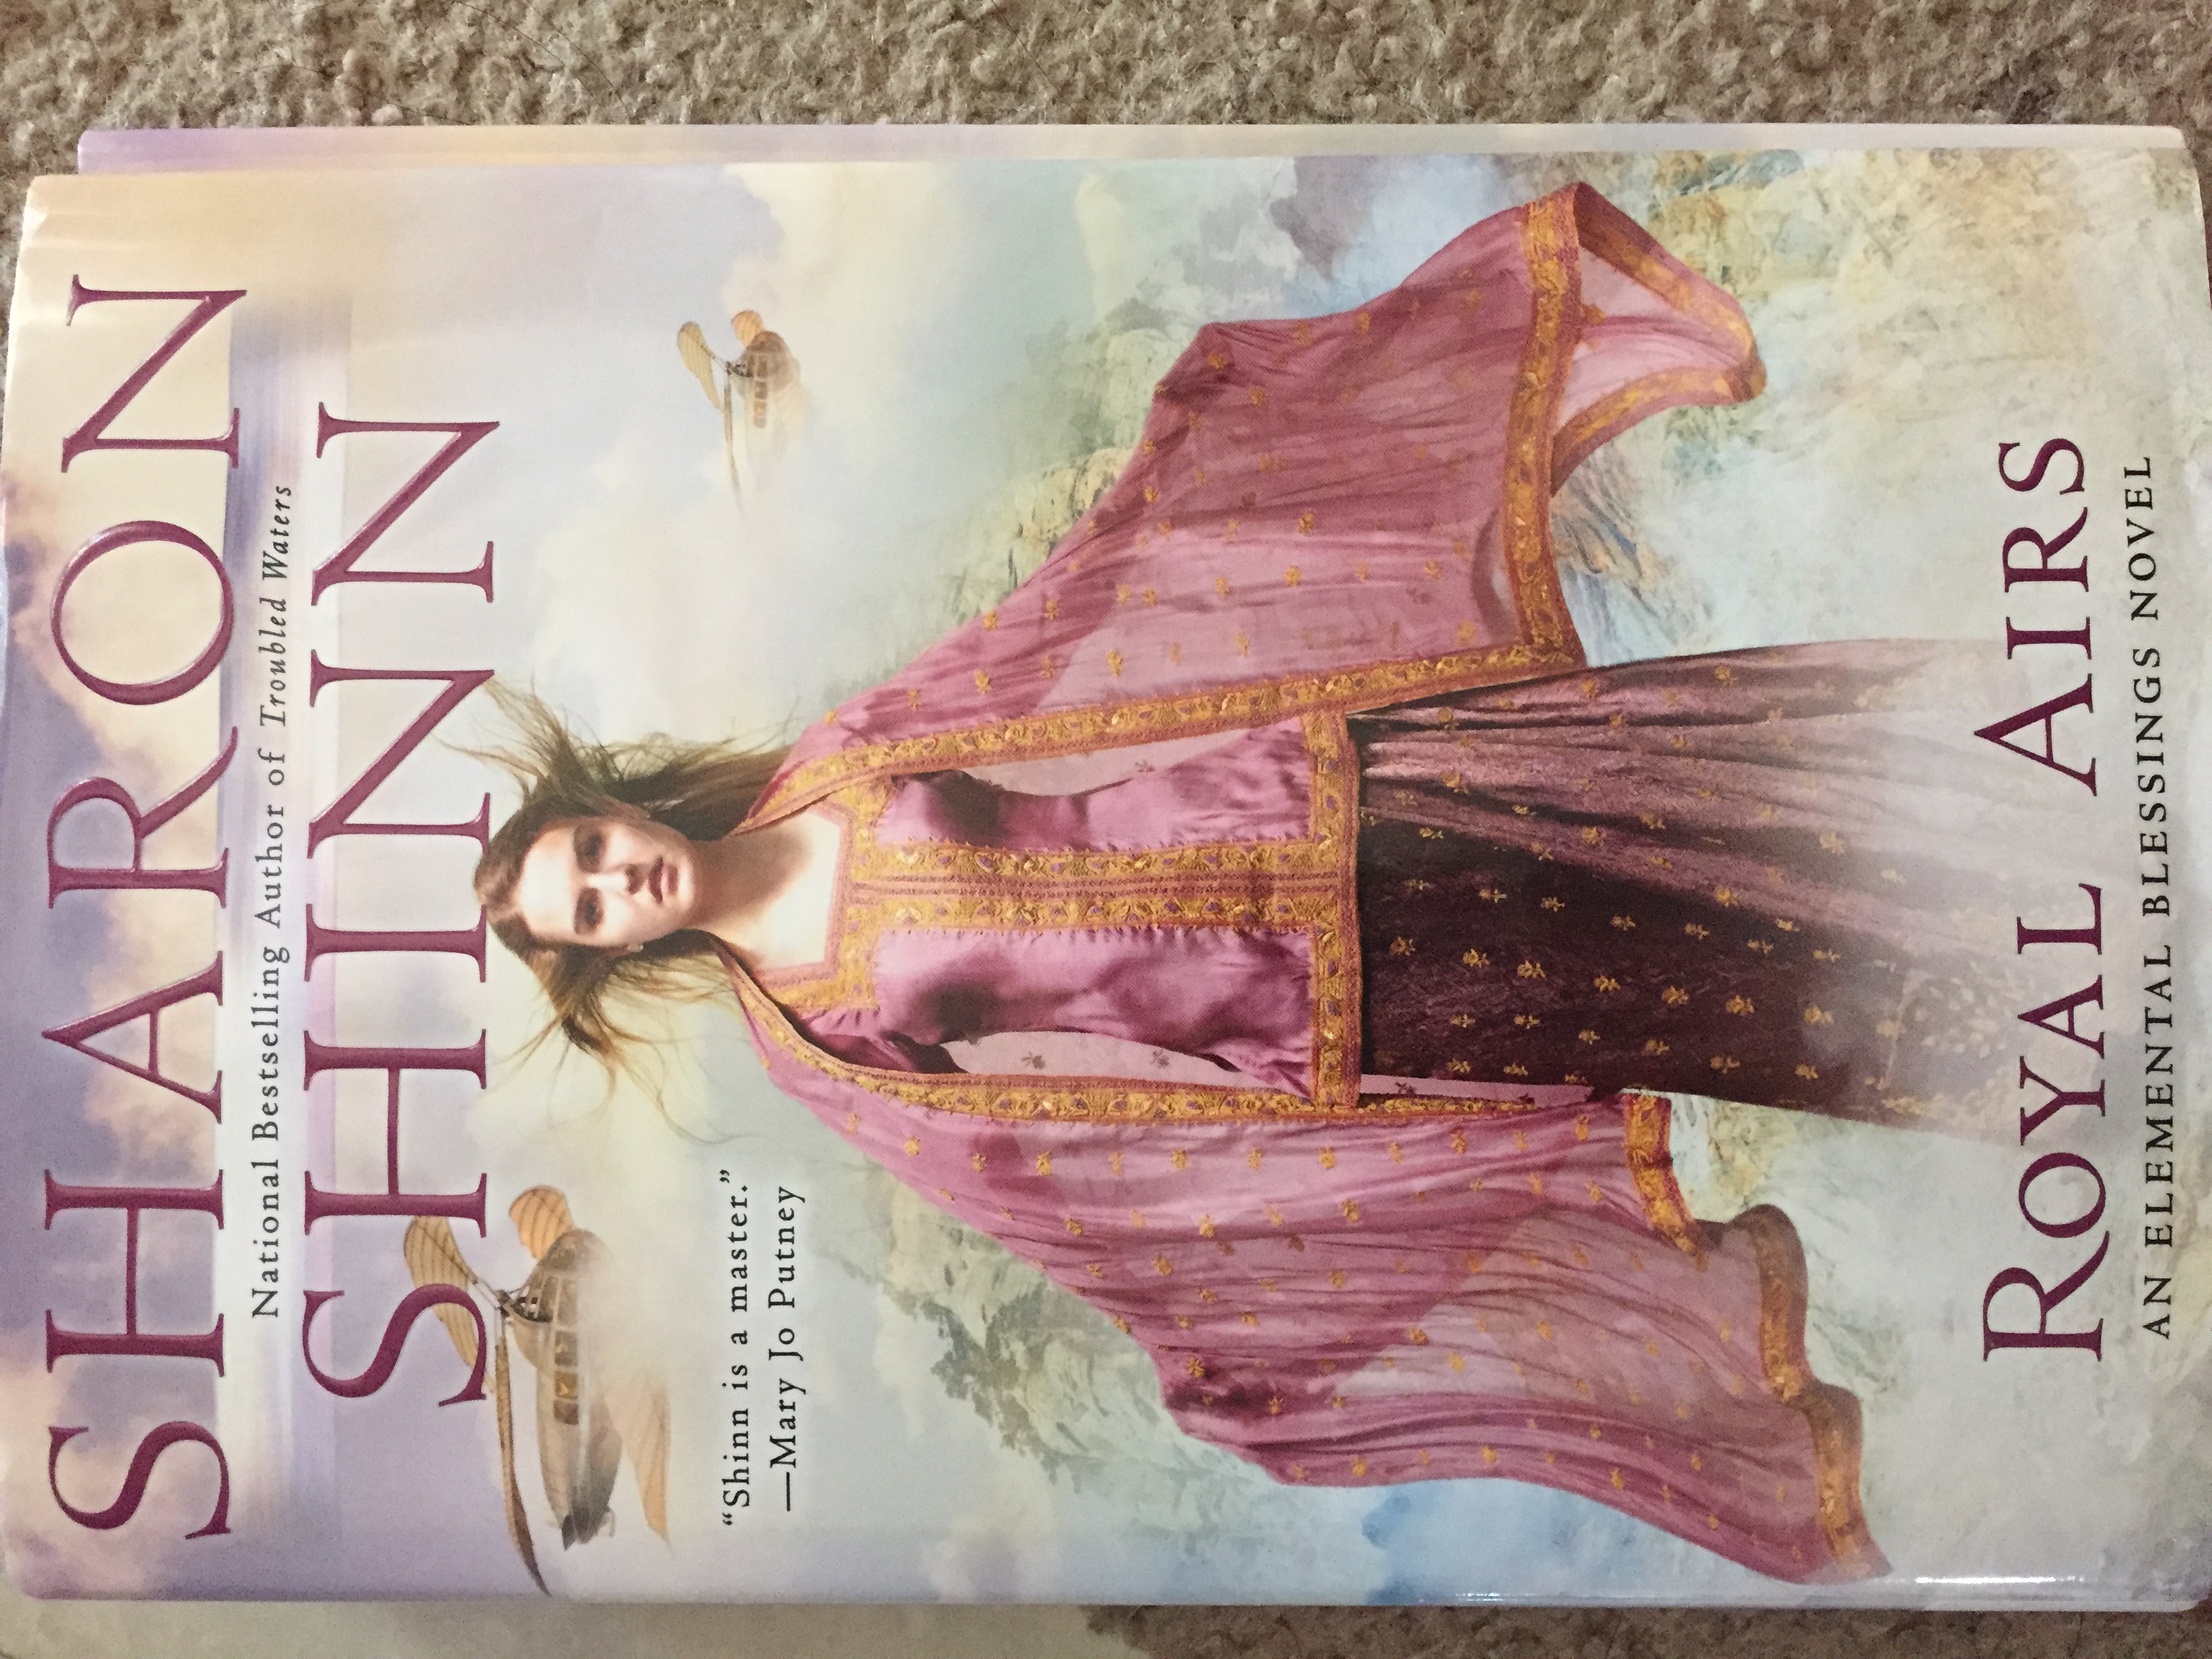 SHARON
National Bestselling Author of Troubled Waters
SHINN
“Shinn is a master.”
—Mary Jo Putney
ROYAL AIRS
AN ELEMENTAL BLESSINGS NOVEL